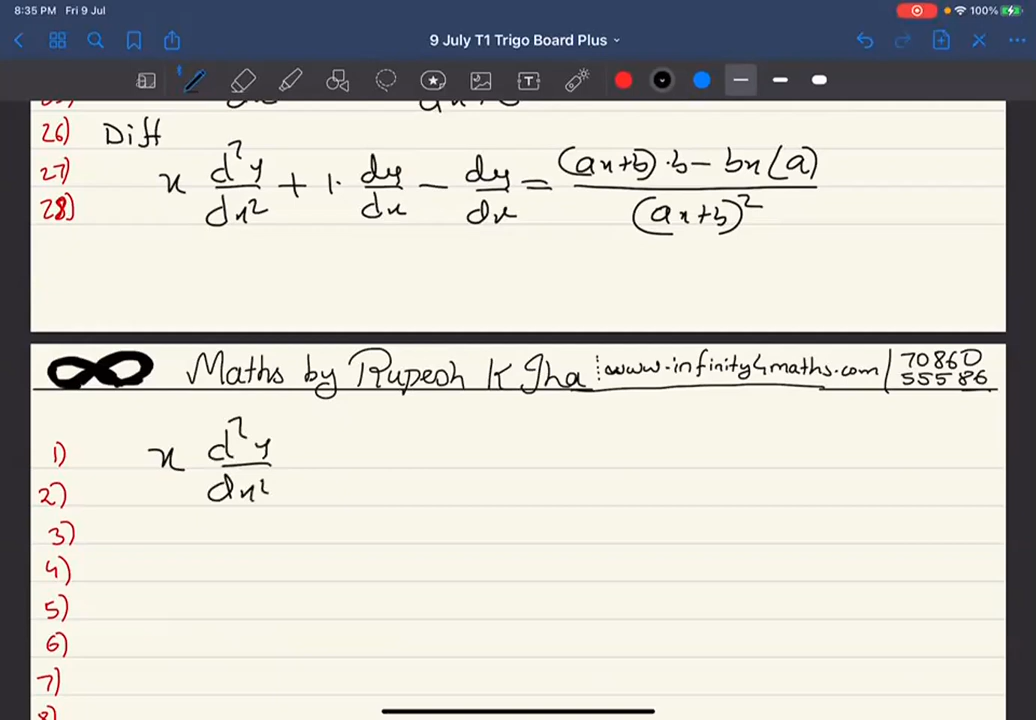 8:35 PM Fri 9 Jul
100%
9 July T1 Trigo Board Plus
26) Diff
27) x d²y/dx² + 1· dy/dx − dy/dx = (ax+b)·b − bx(a) / (ax+b)²
28)
∞ Maths by Rupesh K Jha www.infinity4maths.com 70860 55586
1) x d²y/dx²
2)
3)
4)
5)
6)
7)
8)